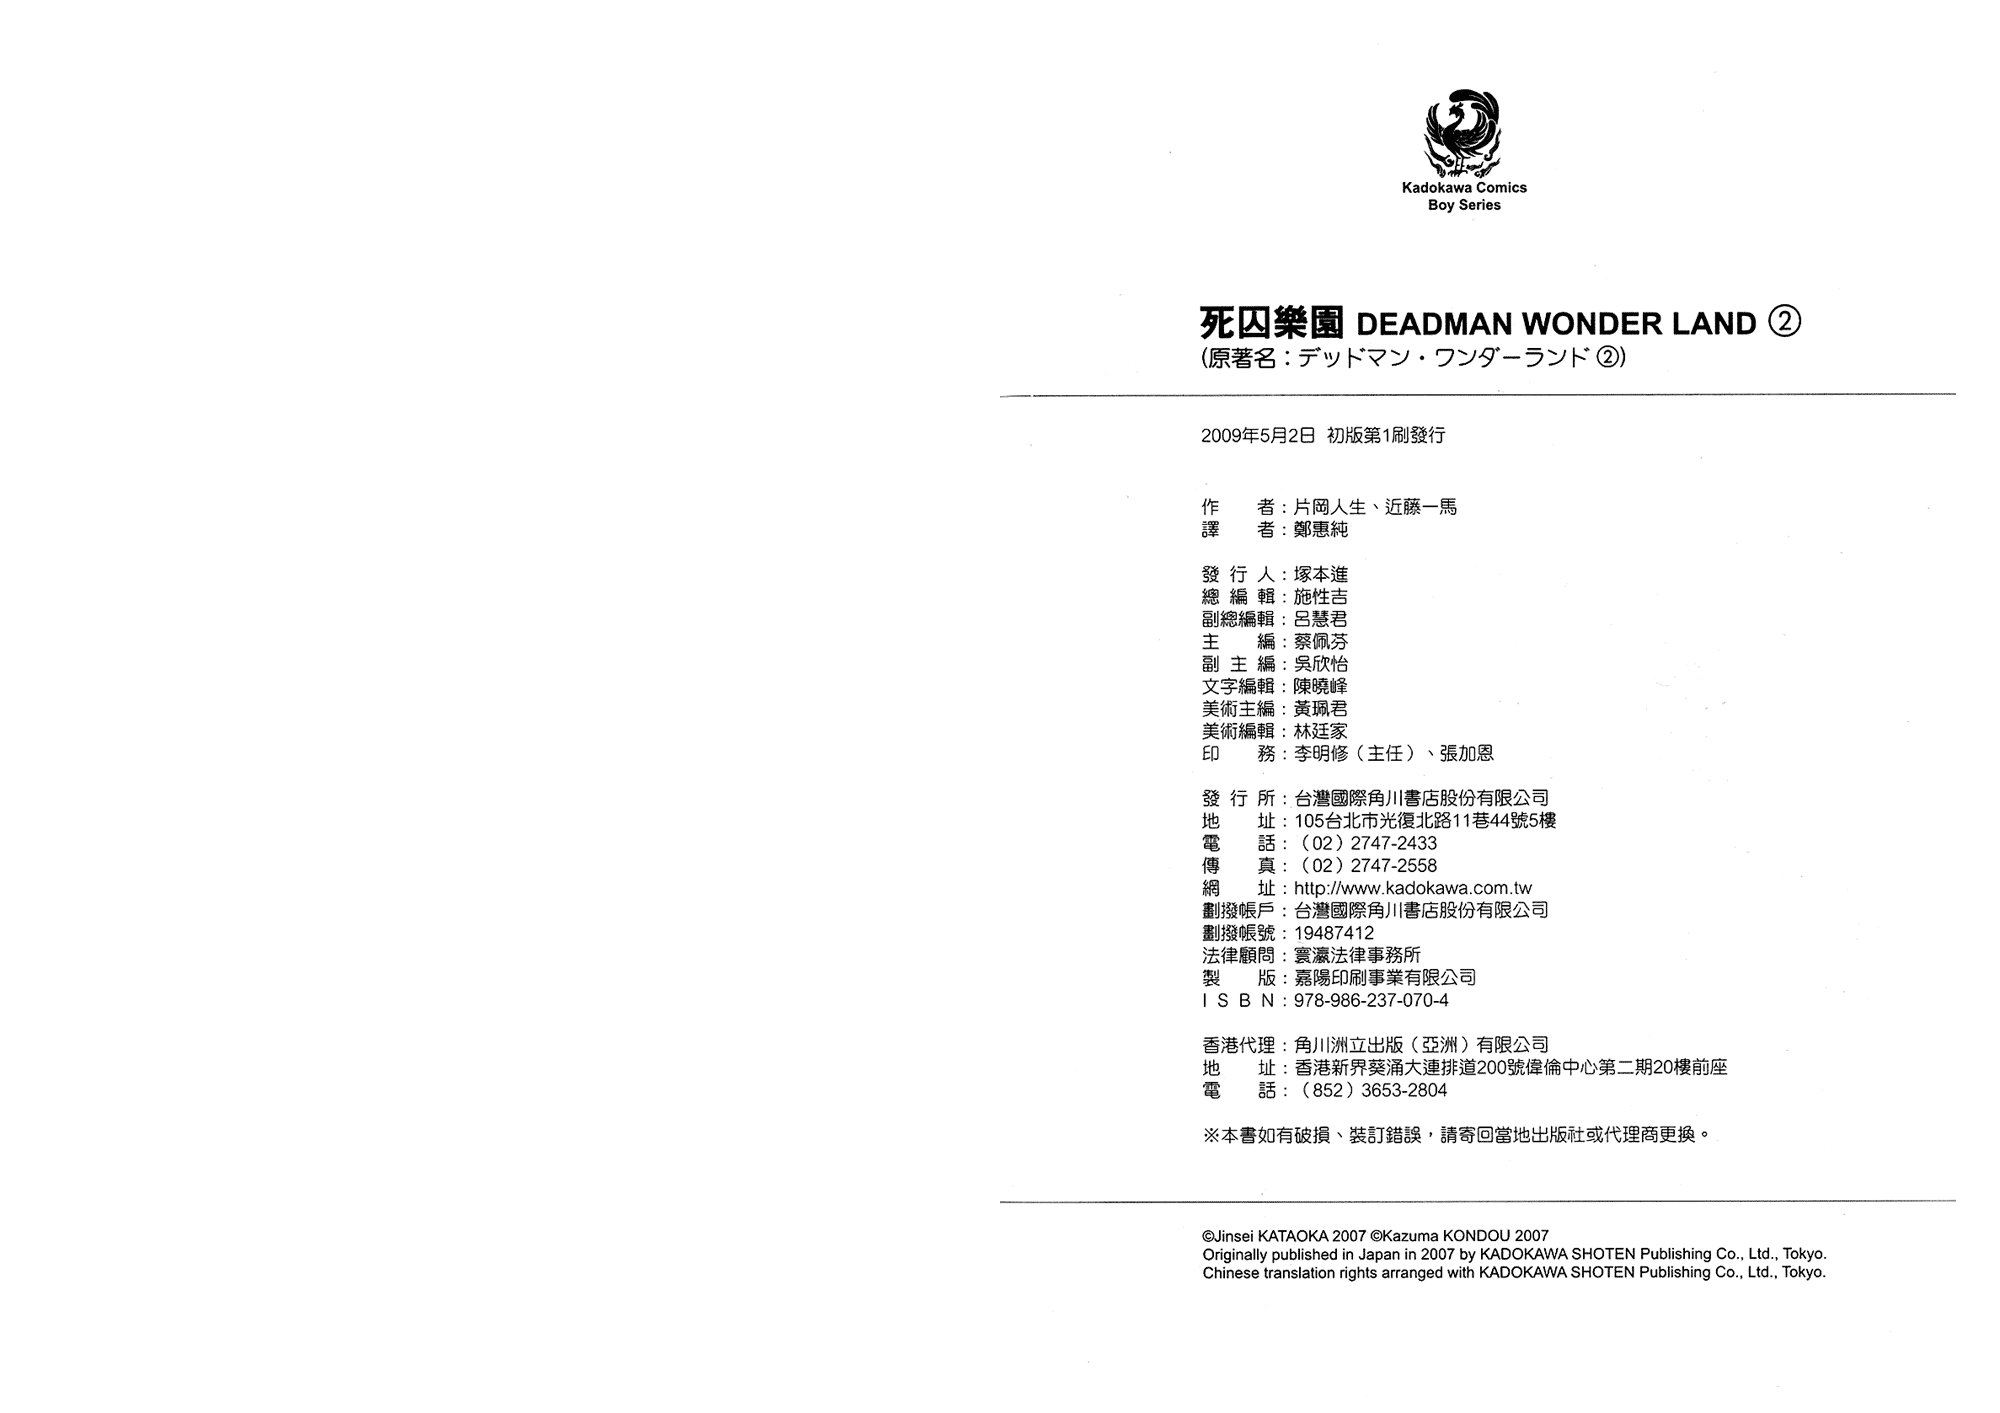 Kadokawa Comics
Boy Series
死囚樂園 DEADMAN WONDER LAND ②
(原著名：デッドマン・ワンダーランド ②)
2009年5月2日 初版第1刷發行
作 者：片岡人生、近藤一馬
譯 者：鄭惠純
發 行 人：塚本進
總 編 輯：施性吉
副總編輯：呂慧君
主 編：蔡佩芬
副 主 編：吳欣怡
文字編輯：陳曉峰
美術主編：黃珮君
美術編輯：林廷家
印 務：李明修（主任）、張加恩
發 行 所：台灣國際角川書店股份有限公司
地 址：105台北市光復北路11巷44號5樓
電 話：（02）2747-2433
傳 真：（02）2747-2558
網 址：http://www.kadokawa.com.tw
劃撥帳戶：台灣國際角川書店股份有限公司
劃撥帳號：19487412
法律顧問：寰瀛法律事務所
製 版：嘉陽印刷事業有限公司
I S B N：978-986-237-070-4
香港代理：角川洲立出版（亞洲）有限公司
地 址：香港新界葵涌大連排道200號偉倫中心第二期20樓前座
電 話：（852）3653-2804
※本書如有破損、裝訂錯誤，請寄回當地出版社或代理商更換。
©Jinsei KATAOKA 2007 ©Kazuma KONDOU 2007
Originally published in Japan in 2007 by KADOKAWA SHOTEN Publishing Co., Ltd., Tokyo.
Chinese translation rights arranged with KADOKAWA SHOTEN Publishing Co., Ltd., Tokyo.